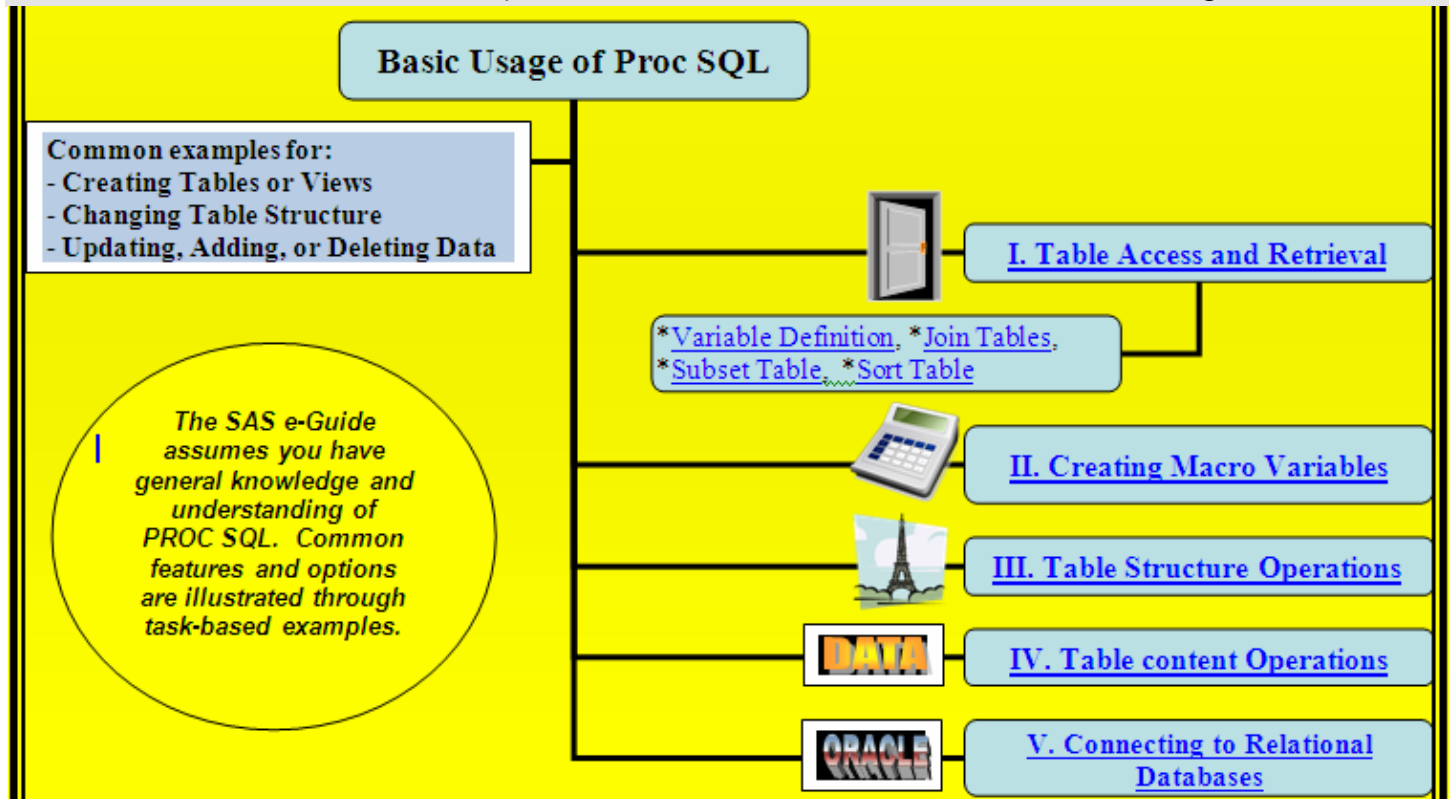 Basic Usage of Proc SQL
Common examples for:
- Creating Tables or Views
- Changing Table Structure
- Updating, Adding, or Deleting Data
I. Table Access and Retrieval
*Variable Definition, *Join Tables,
*Subset Table, *Sort Table
The SAS e-Guide
assumes you have
general knowledge and
understanding of
PROC SQL. Common
features and options
are illustrated through
task-based examples.
II. Creating Macro Variables
III. Table Structure Operations
DATA
IV. Table content Operations
ORACLE
V. Connecting to Relational
Databases